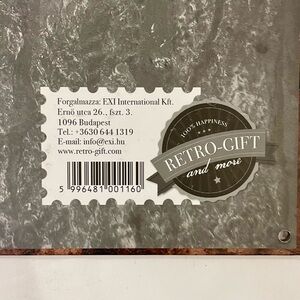 Forgalmazza: EXI International Kft.
Ernő utca 26., fszt. 3.
1096 Budapest
Tel.: +3630 644 1319
E-mail: info@exi.hu
www.retro-gift.com
5 996481 001160
100% HAPPINESS
RETRO-GIFT
and more